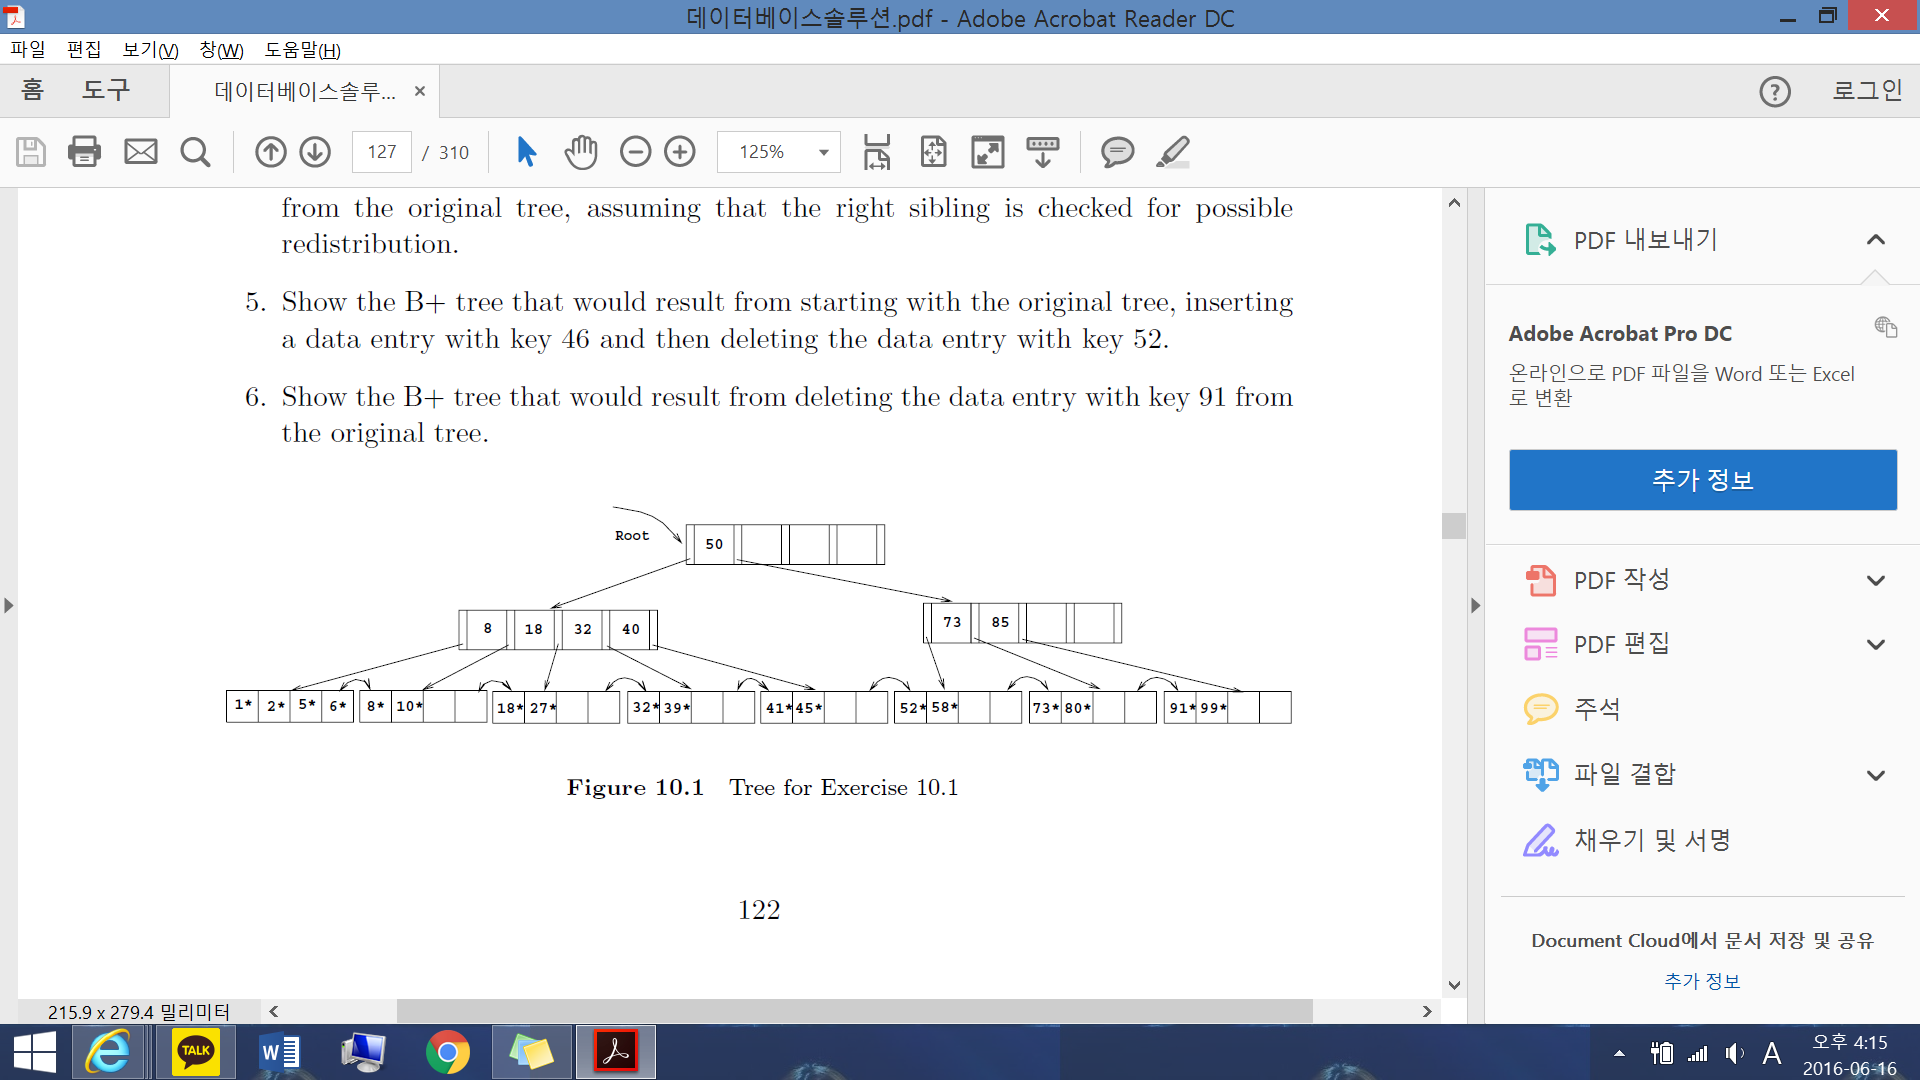 데이터베이스솔루션.pdf - Adobe Acrobat Reader DC
파일 편집 보기(V) 창(W) 도움말(H)
홈 도구 데이터베이스솔루... × ? 로그인
127 / 310 125%
from the original tree, assuming that the right sibling is checked for possible
redistribution.
5. Show the B+ tree that would result from starting with the original tree, inserting
a data entry with key 46 and then deleting the data entry with key 52.
6. Show the B+ tree that would result from deleting the data entry with key 91 from
the original tree.
Root 50
8 18 32 40 73 85
1* 2* 5* 6* 8* 10* 18* 27* 32* 39* 41* 45* 52* 58* 73* 80* 91* 99*
Figure 10.1 Tree for Exercise 10.1
122
215.9 x 279.4 밀리미터
PDF 내보내기
Adobe Acrobat Pro DC
온라인으로 PDF 파일을 Word 또는 Excel
로 변환
추가 정보
PDF 작성
PDF 편집
주석
파일 결합
채우기 및 서명
Document Cloud에서 문서 저장 및 공유
추가 정보
TALK
A
오후 4:15
2016-06-16